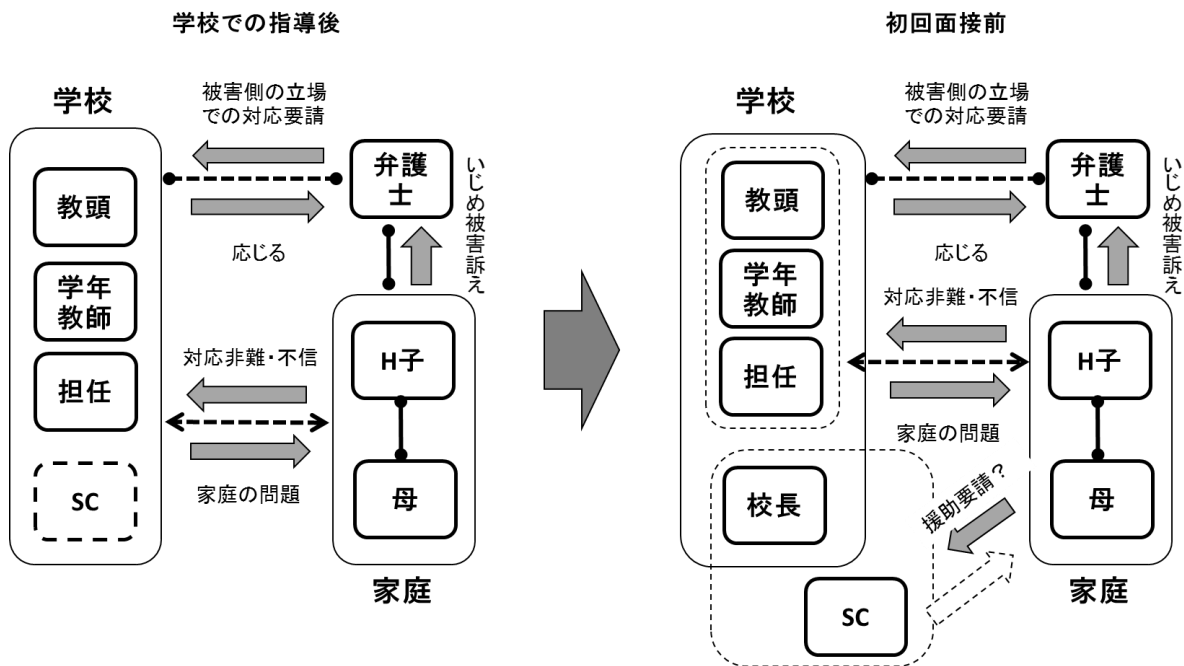 学校での指導後
学校
被害側の立場
での対応要請
弁護
士
いじめ被害訴え
教頭
応じる
学年
教師
対応非難・不信
H子
担任
家庭の問題
SC
母
家庭
初回面接前
学校
被害側の立場
での対応要請
弁護
士
いじめ被害訴え
教頭
応じる
学年
教師
対応非難・不信
H子
担任
家庭の問題
校長
援助要請？
母
SC
家庭